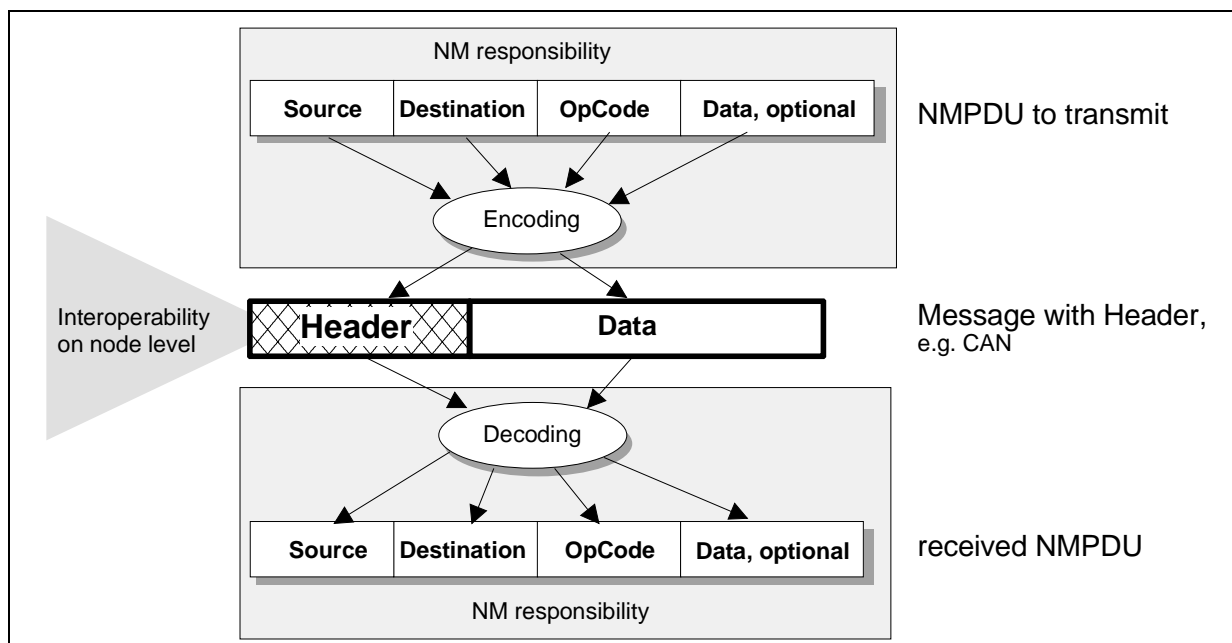 NM responsibility
Source Destination OpCode Data, optional
NMPDU to transmit
Encoding
Interoperability
on node level
Header Data
Message with Header,
e.g. CAN
Decoding
Source Destination OpCode Data, optional
received NMPDU
NM responsibility